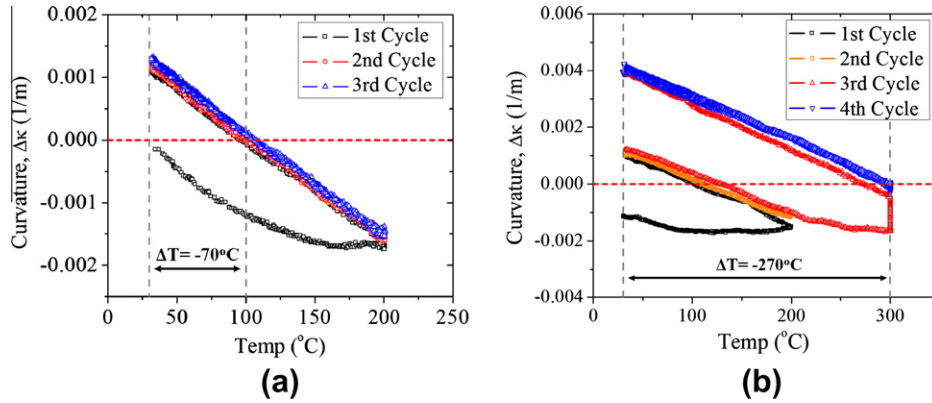 1st Cycle
2nd Cycle
3rd Cycle
0.001
0.000
-0.001
-0.002
Curvature, Δκ (1/m)
ΔT= -70°C
0 50 100 150 200 250
Temp (°C)
(a)
1st Cycle
2nd Cycle
3rd Cycle
4th Cycle
0.006
0.004
0.002
0.000
-0.002
-0.004
Curvature, Δκ (1/m)
ΔT= -270°C
0 100 200 300
Temp (°C)
(b)